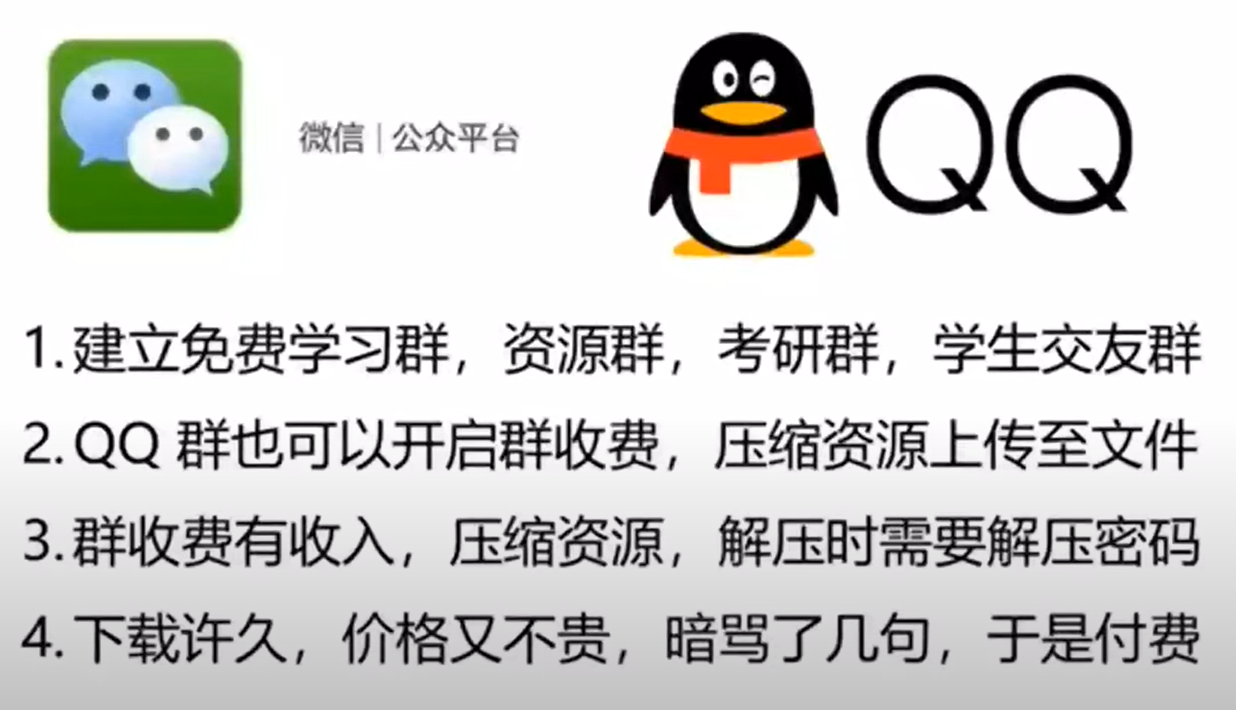 微信 | 公众平台
QQ
1. 建立免费学习群，资源群，考研群，学生交友群
2. QQ 群也可以开启群收费，压缩资源上传至文件
3. 群收费有收入，压缩资源，解压时需要解压密码
4. 下载许久，价格又不贵，暗骂了几句，于是付费